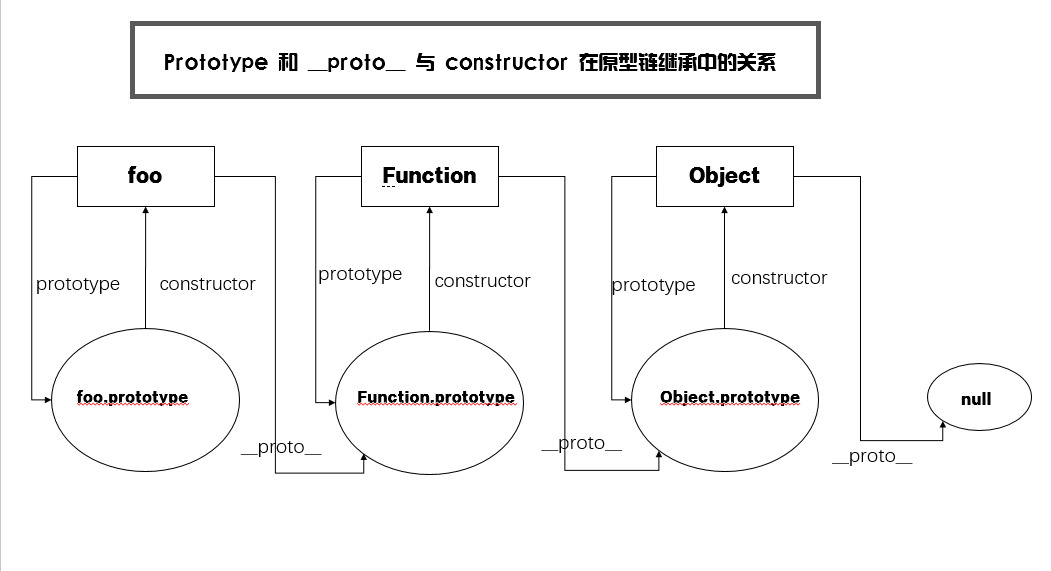 Prototype 和 __proto__ 与 constructor 在原型链继承中的关系
foo
Function
Object
prototype
constructor
prototype
constructor
prototype
constructor
foo.prototype
Function.prototype
Object.prototype
null
__proto__
__proto__
__proto__